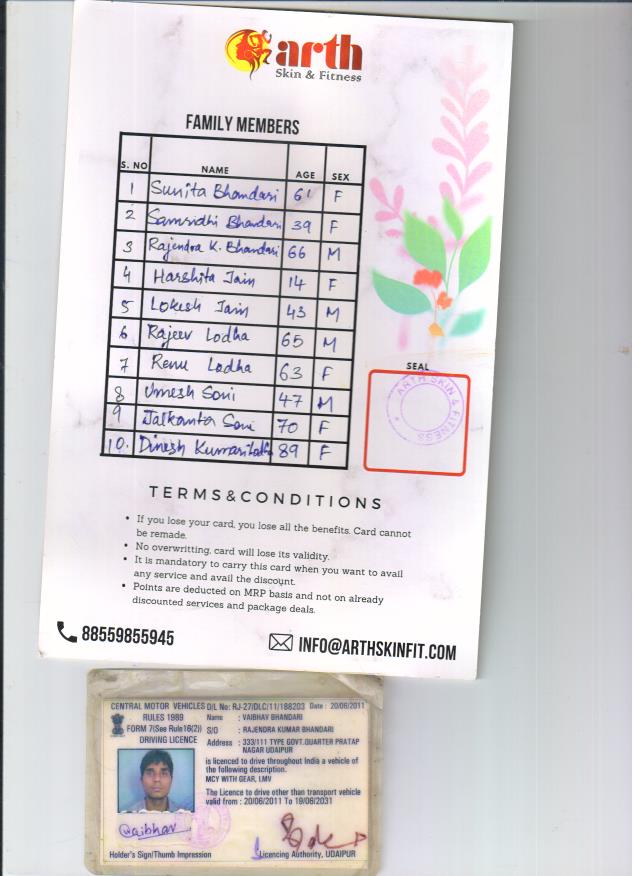 arth
Skin & Fitness
FAMILY MEMBERS
S. NO NAME AGE SEX
1 Sunita Bhandari 61 F
2 Samridhi Bhandari 39 F
3 Rajendra K. Bhandari 66 M
4 Harshita Jain 14 F
5 Lokesh Jain 43 M
6 Rajeev Lodha 65 M
7 Renu Lodha 63 F
8 Umesh Soni 47 M
9 Jalkanta Soni 70 F
10. Dinesh Kumari Lodha 89 F
SEAL
ARTH SKIN & FITNESS
TERMS&CONDITIONS
• If you lose your card, you lose all the benefits. Card cannot
be remade.
• No overwritting, card will lose its validity.
• It is mandatory to carry this card when you want to avail
any service and avail the discount.
• Points are deducted on MRP basis and not on already
discounted services and package deals.
88559855945
INFO@ARTHSKINFIT.COM
CENTRAL MOTOR VEHICLES D/L No: RJ-27/DLC/11/188203 Date : 20/06/2011
RULES 1989 Name : VAIBHAV BHANDARI
FORM 7(See Rule16(2)) S/O : RAJENDRA KUMAR BHANDARI
DRIVING LICENCE Address : 333/111 TYPE GOVT.QUARTER PRATAP
NAGAR UDAIPUR
is licenced to drive throughout India a vehicle of
the following description.
MCY WITH GEAR, LMV
The Licence to drive other than transport vehicle
valid from : 20/06/2011 To 19/06/2031
Vaibhav
Holder's Sign/Thumb Impression Licencing Authority, UDAIPUR